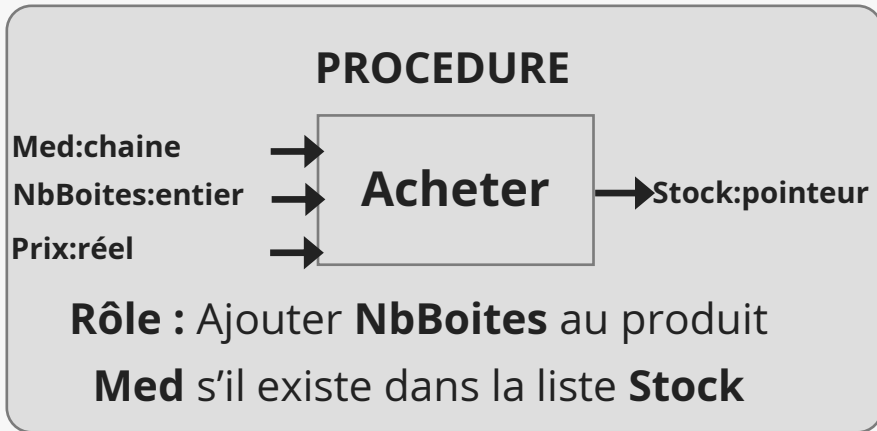 PROCEDURE
Med:chaine
NbBoites:entier
Prix:réel
Acheter
Stock:pointeur
Rôle : Ajouter NbBoites au produit
Med s’il existe dans la liste Stock